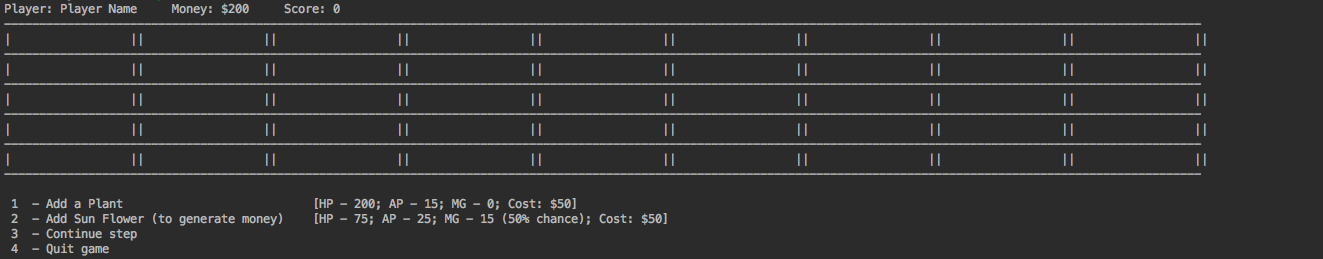 Player: Player Name     Money: $200     Score: 0
|                 ||                 ||                 ||                 ||                 ||                 ||                 ||                 ||                 ||
|                 ||                 ||                 ||                 ||                 ||                 ||                 ||                 ||                 ||
|                 ||                 ||                 ||                 ||                 ||                 ||                 ||                 ||                 ||
|                 ||                 ||                 ||                 ||                 ||                 ||                 ||                 ||                 ||
|                 ||                 ||                 ||                 ||                 ||                 ||                 ||                 ||                 ||
1  - Add a Plant                           [HP - 200; AP - 15; MG - 0; Cost: $50]
2  - Add Sun Flower (to generate money)    [HP - 75; AP - 25; MG - 15 (50% chance); Cost: $50]
3  - Continue step
4  - Quit game